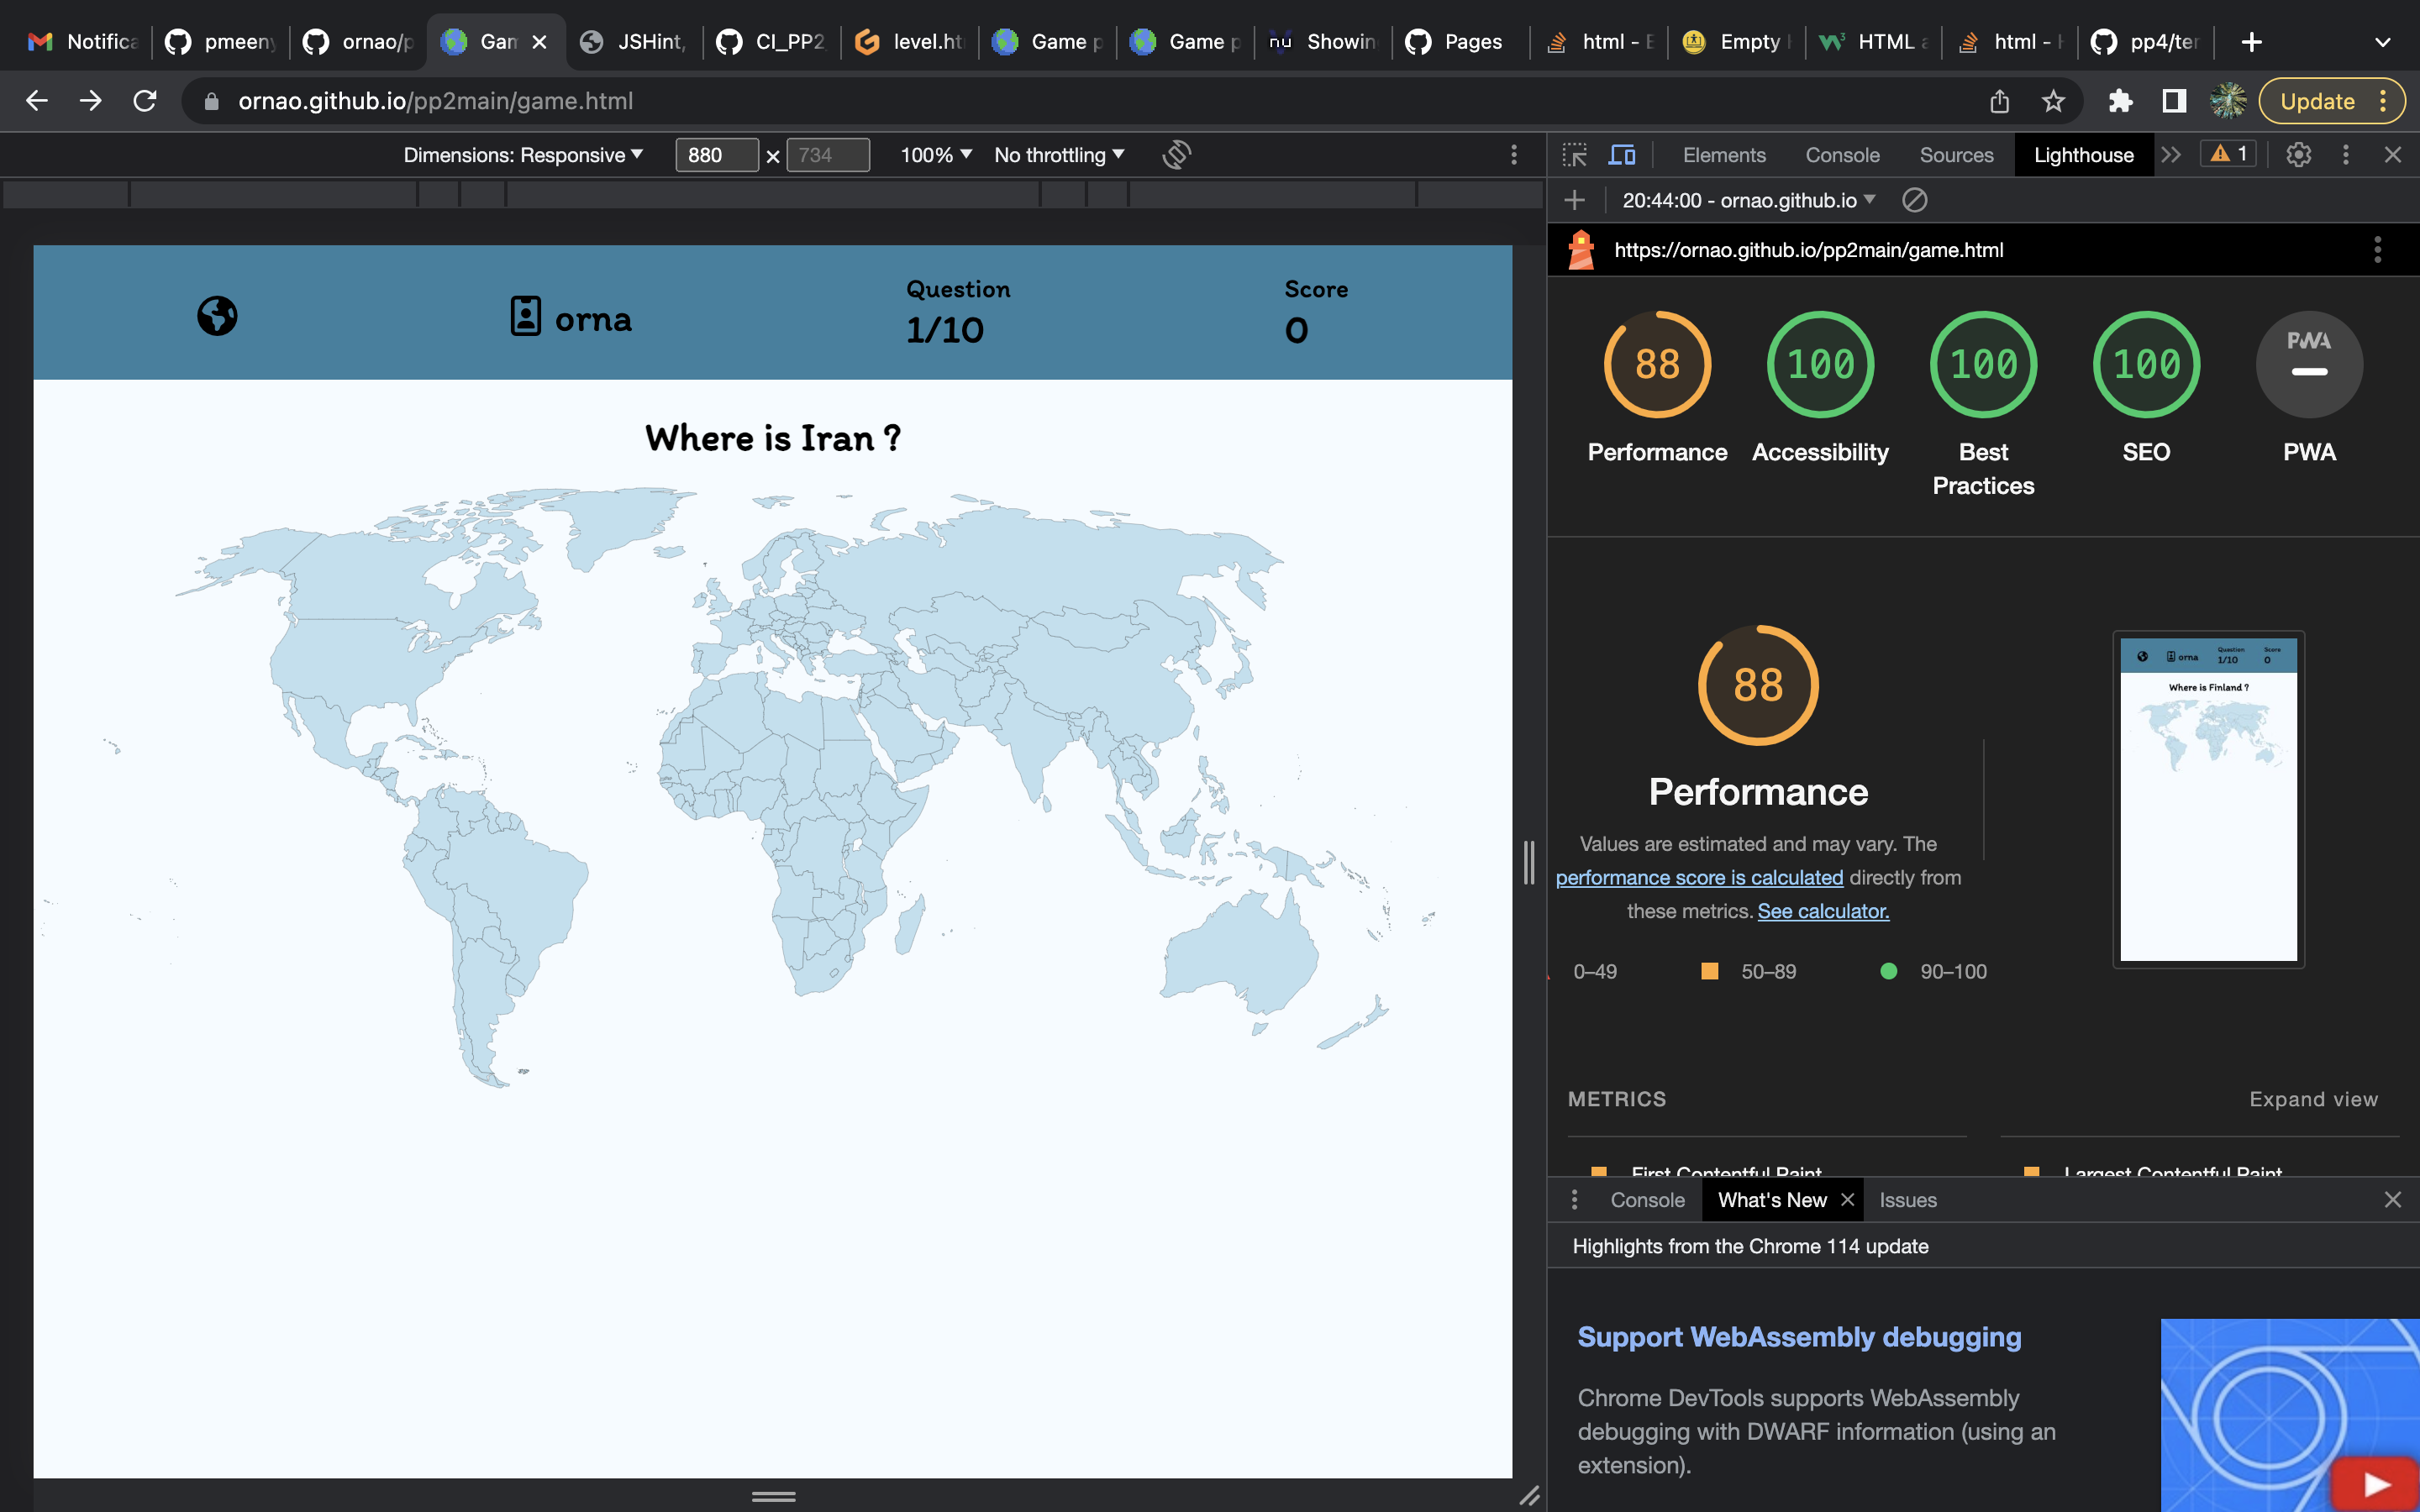 Notifica
pmeeny
ornao/p
Gam
JSHint,
CI_PP2
level.ht
Game p
Game p
nu Showin
Pages
html - E
Empty
HTML a
html - H
pp4/ter
ornao.github.io/pp2main/game.html
Update
Dimensions: Responsive
880 × 734
100%
No throttling
Elements
Console
Sources
Lighthouse
1
20:44:00 - ornao.github.io
https://ornao.github.io/pp2main/game.html
orna
Question
1/10
Score
0
Where is Iran ?
88
Performance
100
Accessibility
100
Best
Practices
100
SEO
PWA
PWA
88
Performance
Values are estimated and may vary. The
performance score is calculated directly from
these metrics. See calculator.
0–49
50–89
90–100
orna
Question
1/10
Score
0
Where is Finland ?
METRICS
Expand view
First Contentful Paint
Largest Contentful Paint
Console
What's New
Issues
Highlights from the Chrome 114 update
Support WebAssembly debugging
Chrome DevTools supports WebAssembly
debugging with DWARF information (using an
extension).